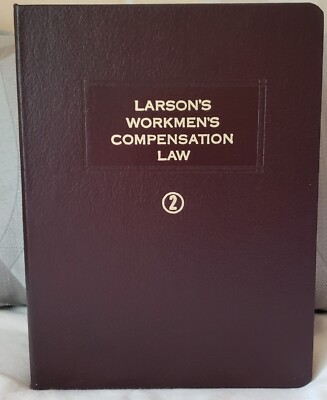 LARSON'S
WORKMEN'S
COMPENSATION
LAW
2